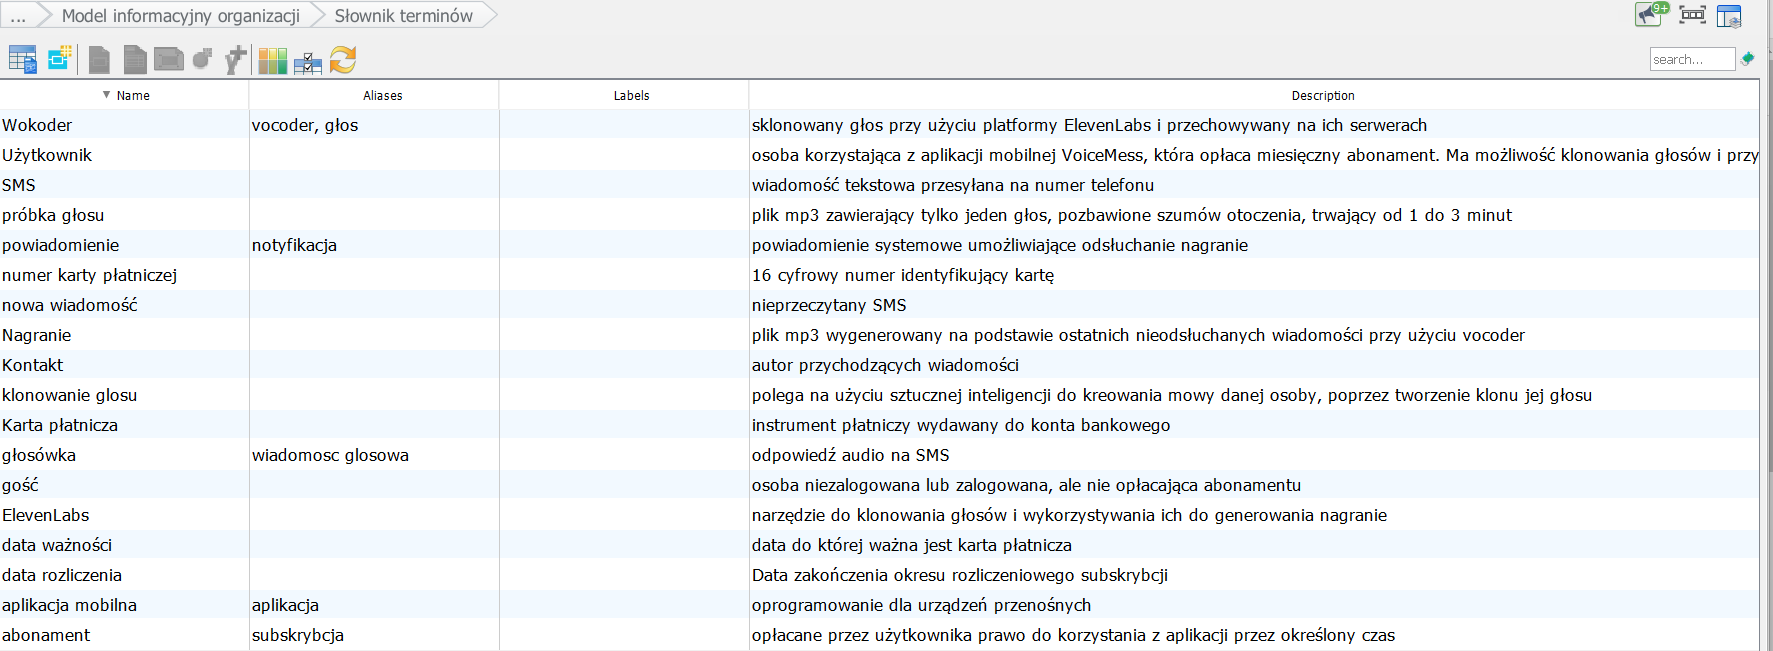 ... Model informacyjny organizacji Słownik terminów
9+
search...
Name Aliases Labels Description
Wokoder vocoder, głos sklonowany głos przy użyciu platformy ElevenLabs i przechowywany na ich serwerach
Użytkownik osoba korzystająca z aplikacji mobilnej VoiceMess, która opłaca miesięczny abonament. Ma możliwość klonowania głosów i przy
SMS wiadomość tekstowa przesyłana na numer telefonu
próbka głosu plik mp3 zawierający tylko jeden głos, pozbawione szumów otoczenia, trwający od 1 do 3 minut
powiadomienie notyfikacja powiadomienie systemowe umożliwiające odsłuchanie nagranie
numer karty płatniczej 16 cyfrowy numer identyfikujący kartę
nowa wiadomość nieprzeczytany SMS
Nagranie plik mp3 wygenerowany na podstawie ostatnich nieodsłuchanych wiadomości przy użyciu vocoder
Kontakt autor przychodzących wiadomości
klonowanie glosu polega na użyciu sztucznej inteligencji do kreowania mowy danej osoby, poprzez tworzenie klonu jej głosu
Karta płatnicza instrument płatniczy wydawany do konta bankowego
głosówka wiadomosc glosowa odpowiedź audio na SMS
gość osoba niezalogowana lub zalogowana, ale nie opłacająca abonamentu
ElevenLabs narzędzie do klonowania głosów i wykorzystywania ich do generowania nagranie
data ważności data do której ważna jest karta płatnicza
data rozliczenia Data zakończenia okresu rozliczeniowego subskrybcji
aplikacja mobilna aplikacja oprogramowanie dla urządzeń przenośnych
abonament subskrybcja opłacane przez użytkownika prawo do korzystania z aplikacji przez określony czas